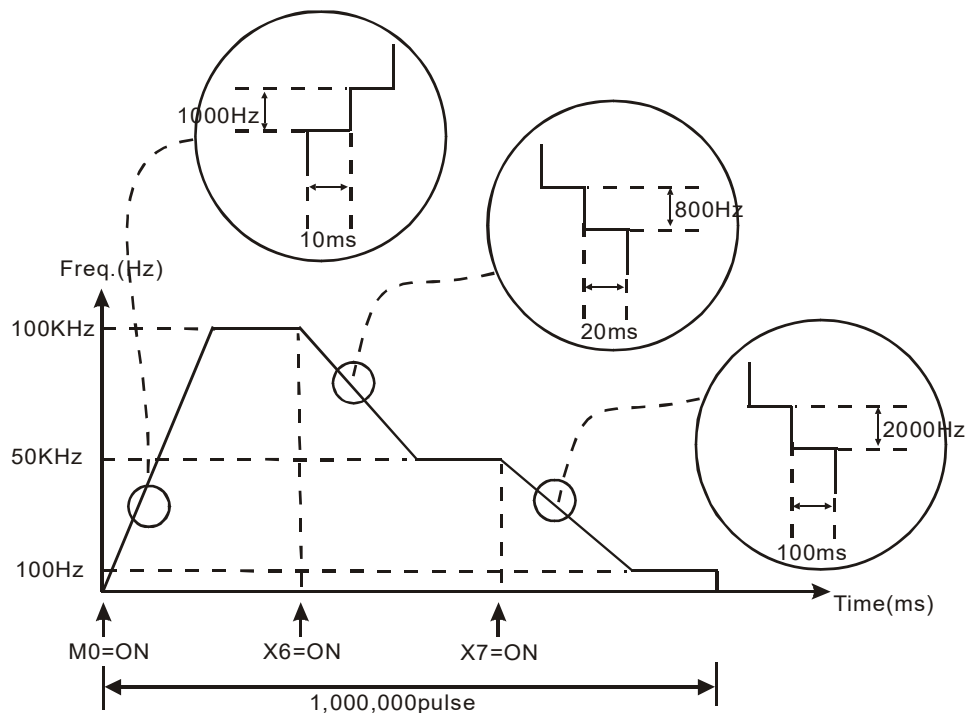 1000Hz
10ms
800Hz
20ms
Freq.(Hz)
100KHz
50KHz
2000Hz
100ms
100Hz
Time(ms)
M0=ON X6=ON X7=ON
1,000,000pulse